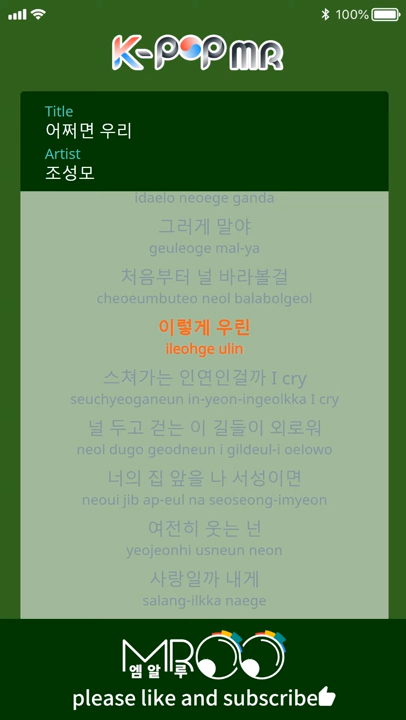 100%
K-POP MR
Title
어쩌면 우리
Artist
조성모
idaelo neoege ganda
그러게 말야
geuleoge mal-ya
처음부터 널 바라볼걸
cheoeumbuteo neol balabolgeol
이렇게 우린
ileohge ulin
스쳐가는 인연인걸까 I cry
seuchyeoganeun in-yeon-ingeolkka I cry
널 두고 걷는 이 길들이 외로워
neol dugo geodneun i gildeul-i oelowo
너의 집 앞을 나 서성이면
neoui jib ap-eul na seoseong-imyeon
여전히 웃는 넌
yeojeonhi usneun neon
사랑일까 내게
salang-ilkka naege
MROO
엠 알 루
please like and subscribe